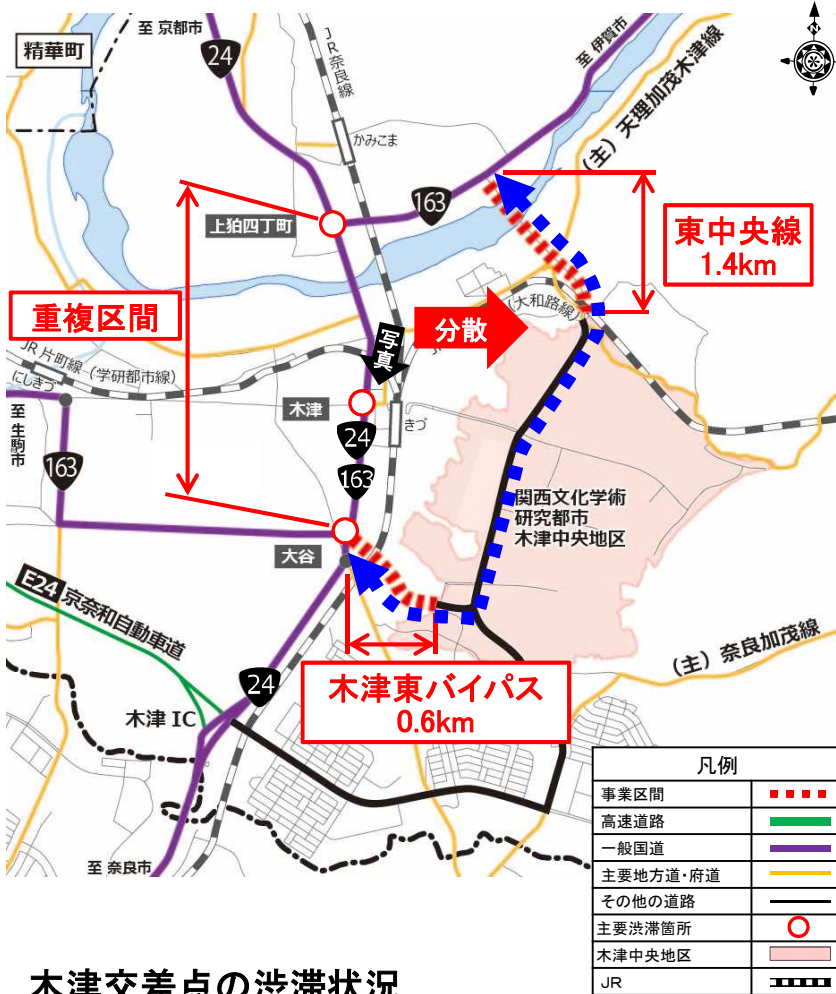 至 京都市
24
精華町
JR奈良線
至 伊賀市
N
(主)天理加茂木津線
かみこま
163
上狛四丁町
東中央線
1.4km
重複区間
写真
分散
(大和路線)
JR片町線(学研都市線)
にしきづ
木津
きづ
至 生駒市
24
163
163
関西文化学術
研究都市
木津中央地区
大谷
E24 京奈和自動車道
(主)奈良加茂線
24
木津東バイパス
0.6km
木津 IC
至 奈良市
凡例
事業区間
高速道路
一般国道
主要地方道・府道
その他の道路
主要渋滞箇所
木津中央地区
JR
木津交差点の渋滞状況